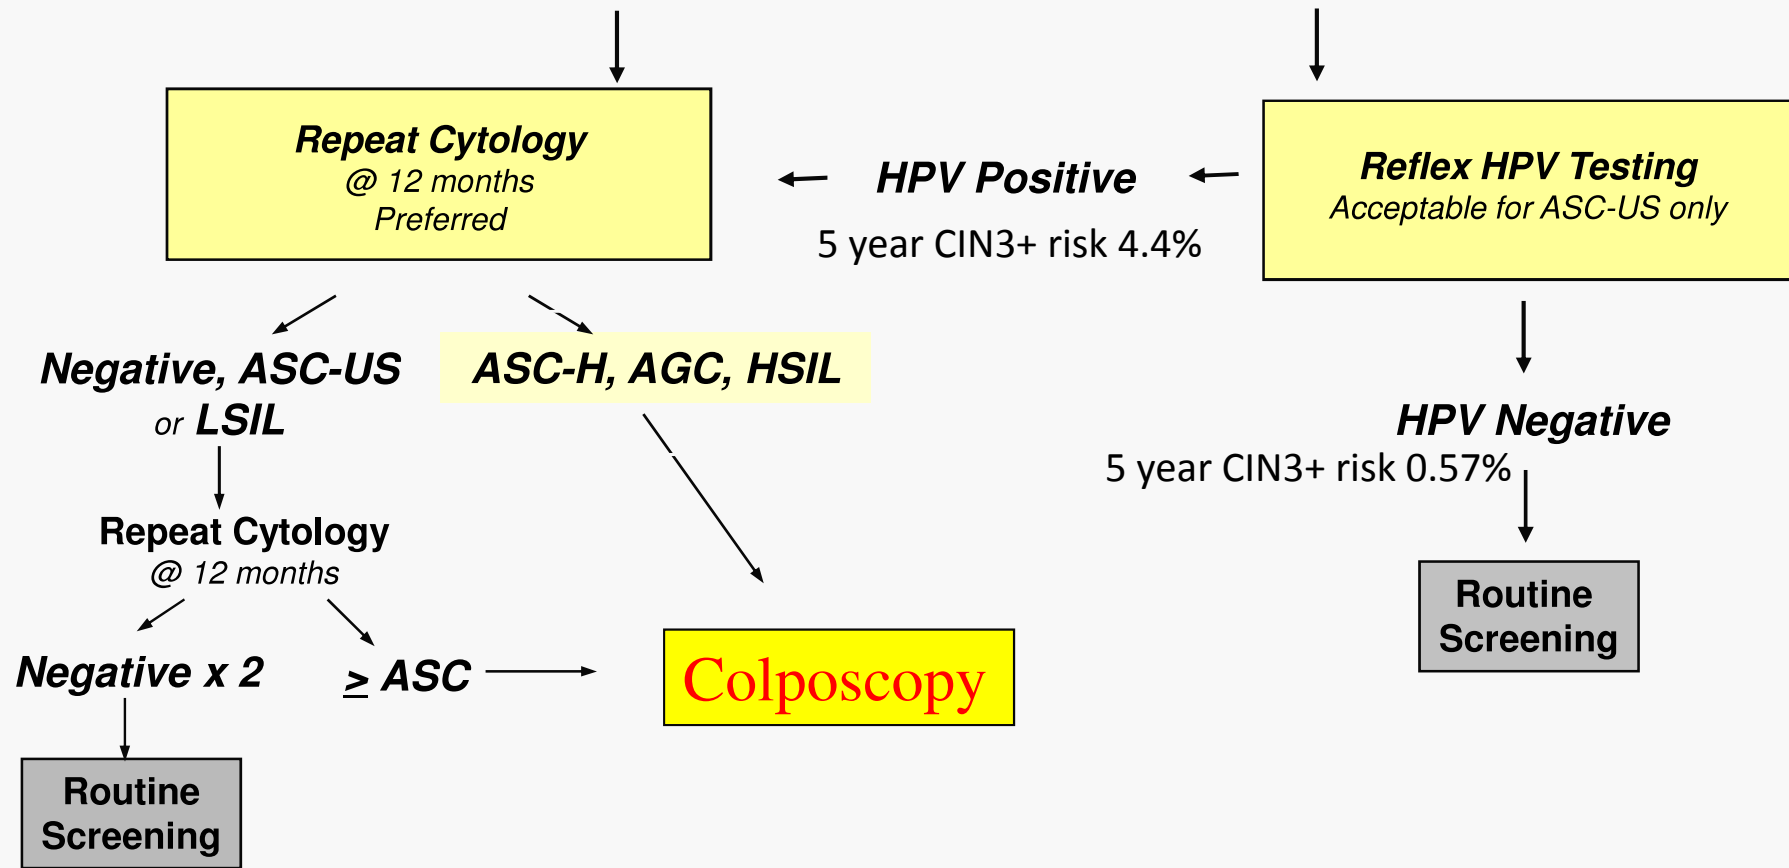 Repeat Cytology
@ 12 months
Preferred
HPV Positive
5 year CIN3+ risk 4.4%
Reflex HPV Testing
Acceptable for ASC-US only
Negative, ASC-US
or LSIL
ASC-H, AGC, HSIL
HPV Negative
5 year CIN3+ risk 0.57%
Repeat Cytology
@ 12 months
Routine
Screening
Negative x 2
≥ ASC
Colposcopy
Routine
Screening